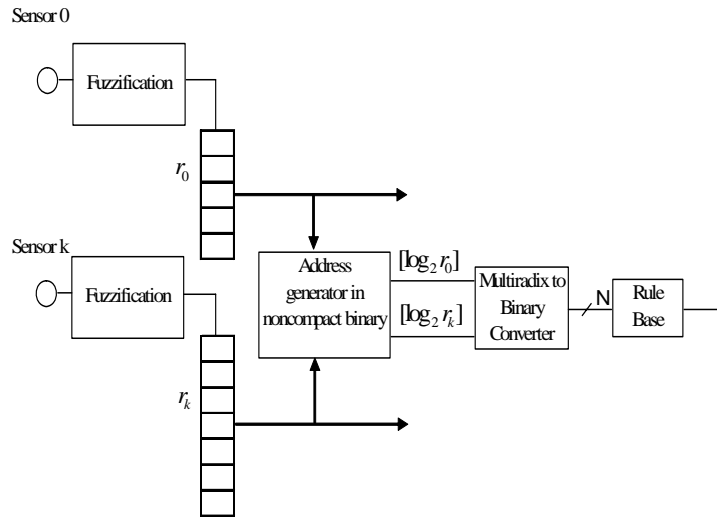 Sensor 0
Fuzzification
r0
Sensor k
Fuzzification
rk
Address
generator in
noncompact binary
[log2 r0]
[log2 rk]
Multiradix to
Binary
Converter
N
Rule
Base